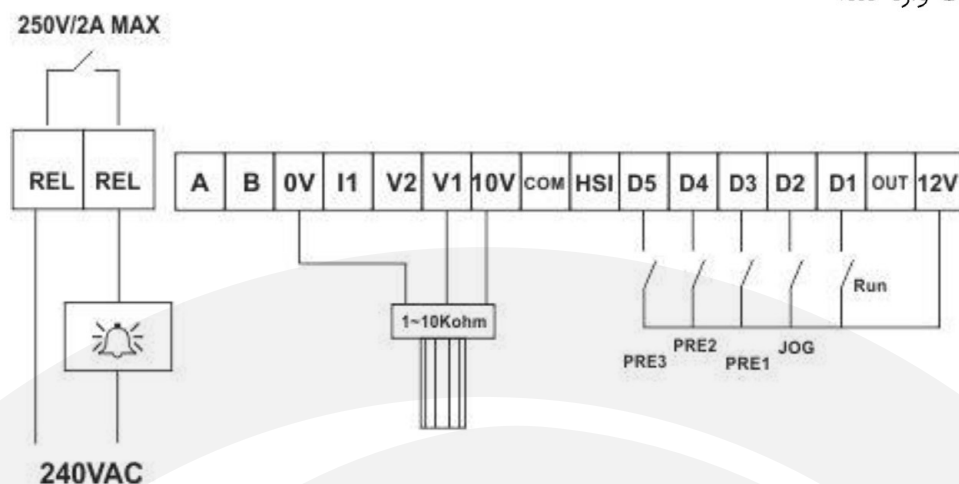 250V/2A MAX
REL REL
A B 0V I1 V2 V1 10V COM HSI D5 D4 D3 D2 D1 OUT 12V
Run
1~10Kohm
PRE3 PRE2 PRE1 JOG
240VAC